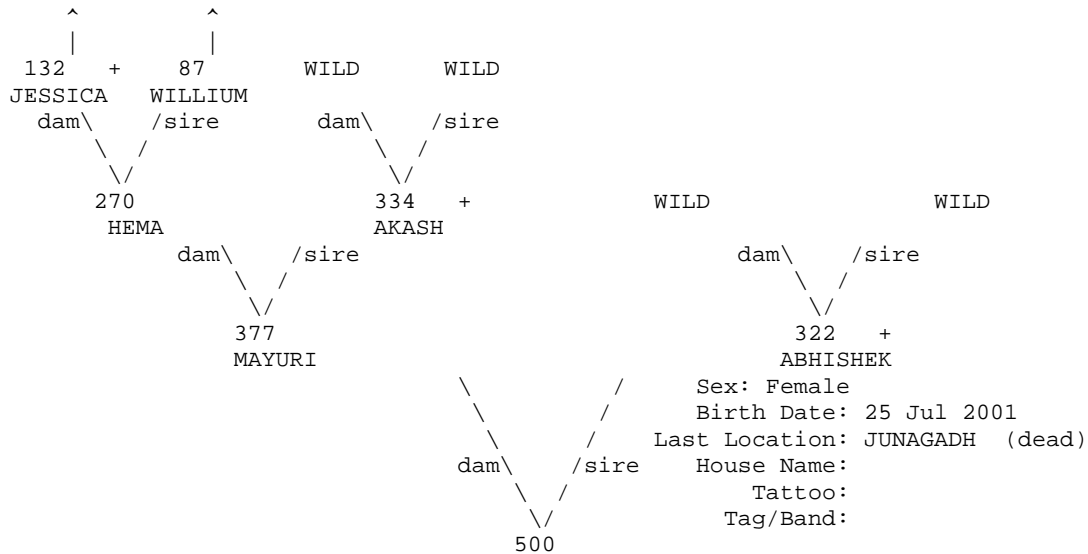 ^ ^
| |
132 + 87 WILD WILD
JESSICA WILLIUM
dam\ /sire dam\ /sire
\ / \ /
\/ \/
270 334 + WILD WILD
HEMA AKASH
dam\ /sire dam\ /sire
\ / \ /
\/ \/
377 322 +
MAYURI ABHISHEK
\ / Sex: Female
\ / Birth Date: 25 Jul 2001
\ / Last Location: JUNAGADH (dead)
dam\ /sire House Name:
\ / Tattoo:
\/ Tag/Band:
500